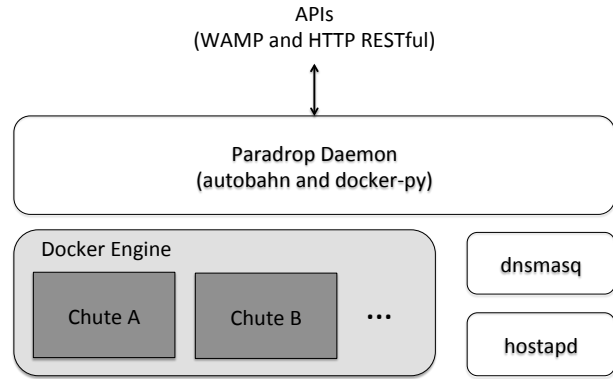 APIs
(WAMP and HTTP RESTful)
Paradrop Daemon
(autobahn and docker-py)
Docker Engine
Chute A
Chute B
...
dnsmasq
hostapd